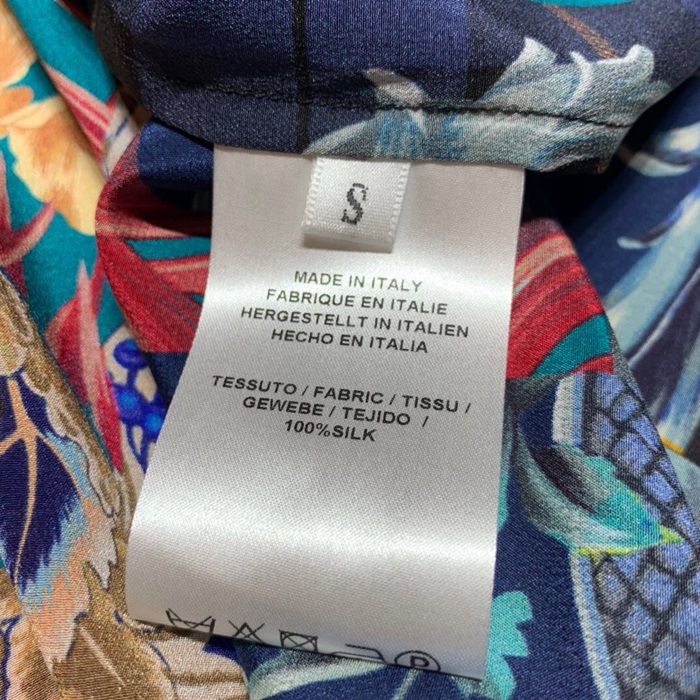 S
MADE IN ITALY
FABRIQUE EN ITALIE
HERGESTELLT IN ITALIEN
HECHO EN ITALIA
TESSUTO / FABRIC / TISSU /
GEWEBE / TEJIDO /
100%SILK
P